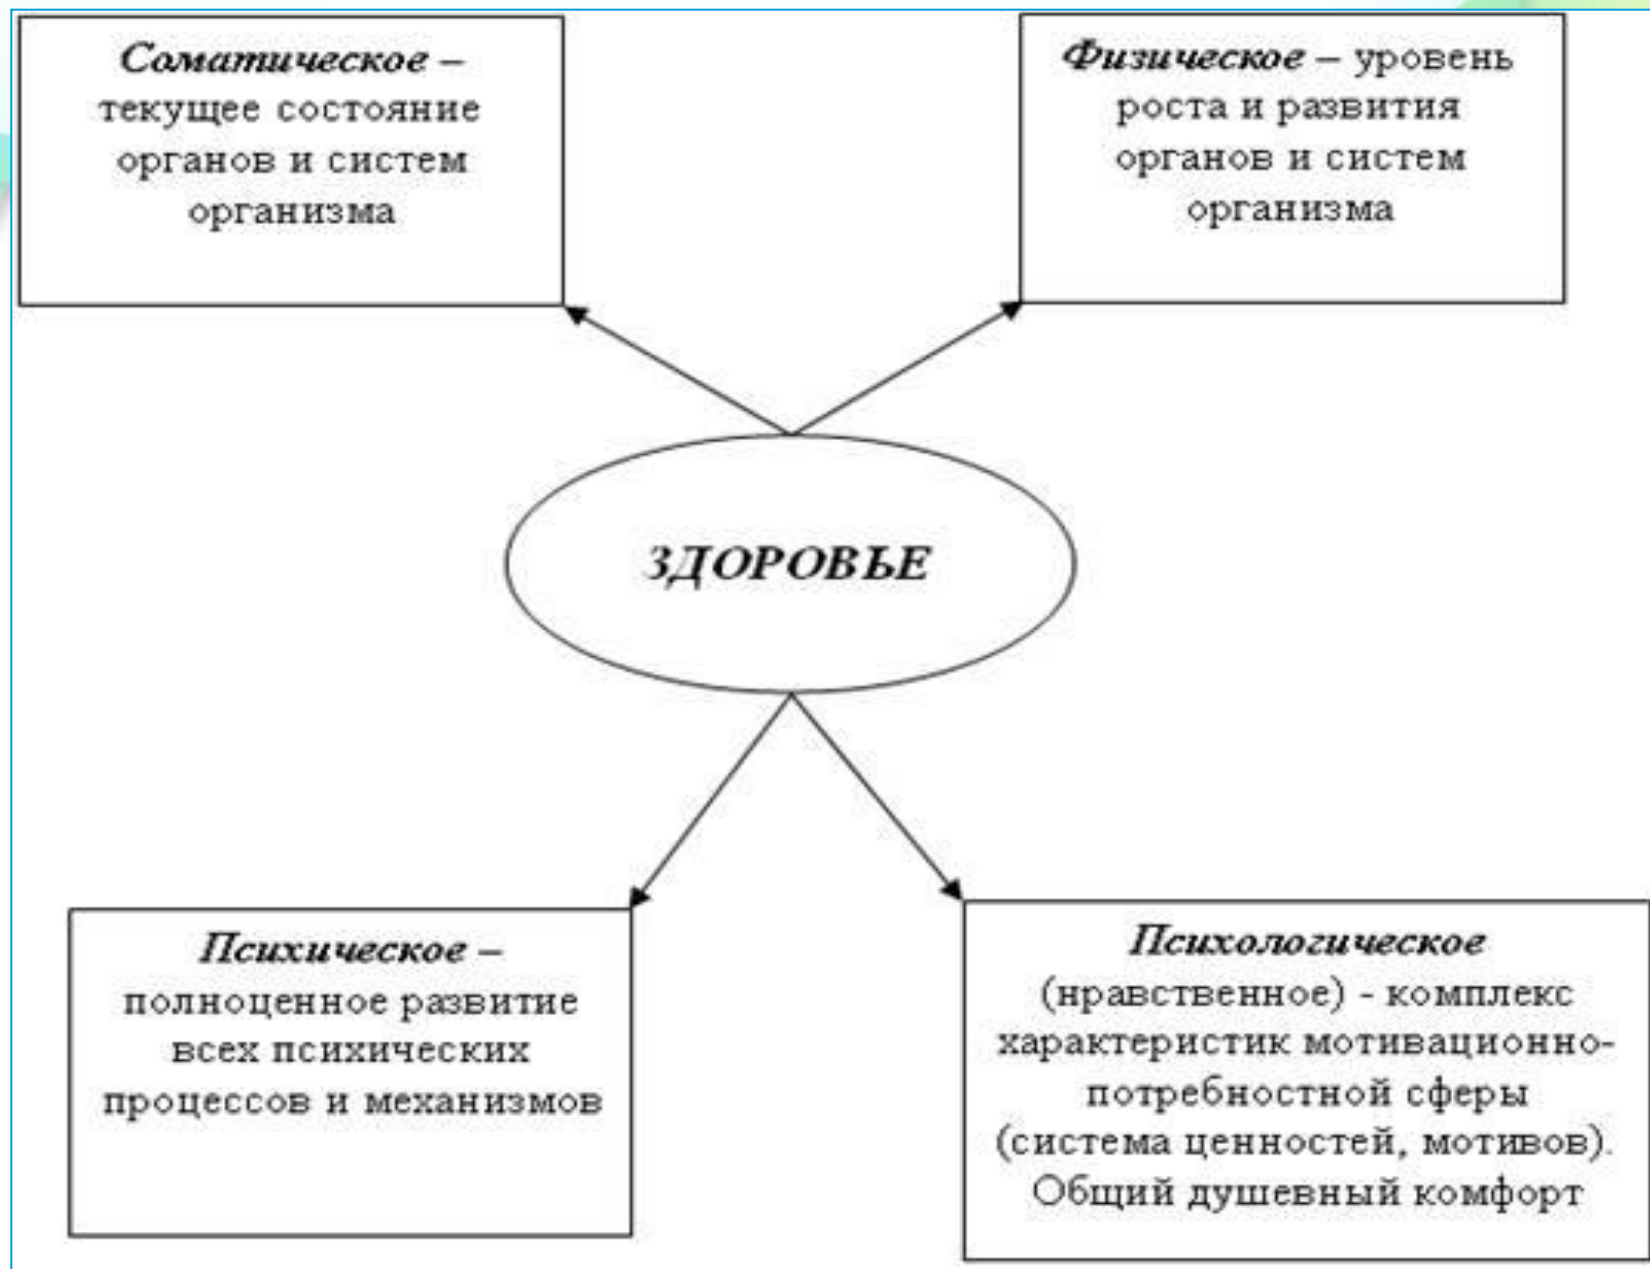 Соматическое –
текущее состояние
органов и систем
организма
Физическое – уровень
роста и развития
органов и систем
организма
ЗДОРОВЬЕ
Психическое –
полноценное развитие
всех психических
процессов и механизмов
Психологическое
(нравственное) - комплекс
характеристик мотивационно-
потребностной сферы
(система ценностей, мотивов).
Общий душевный комфорт